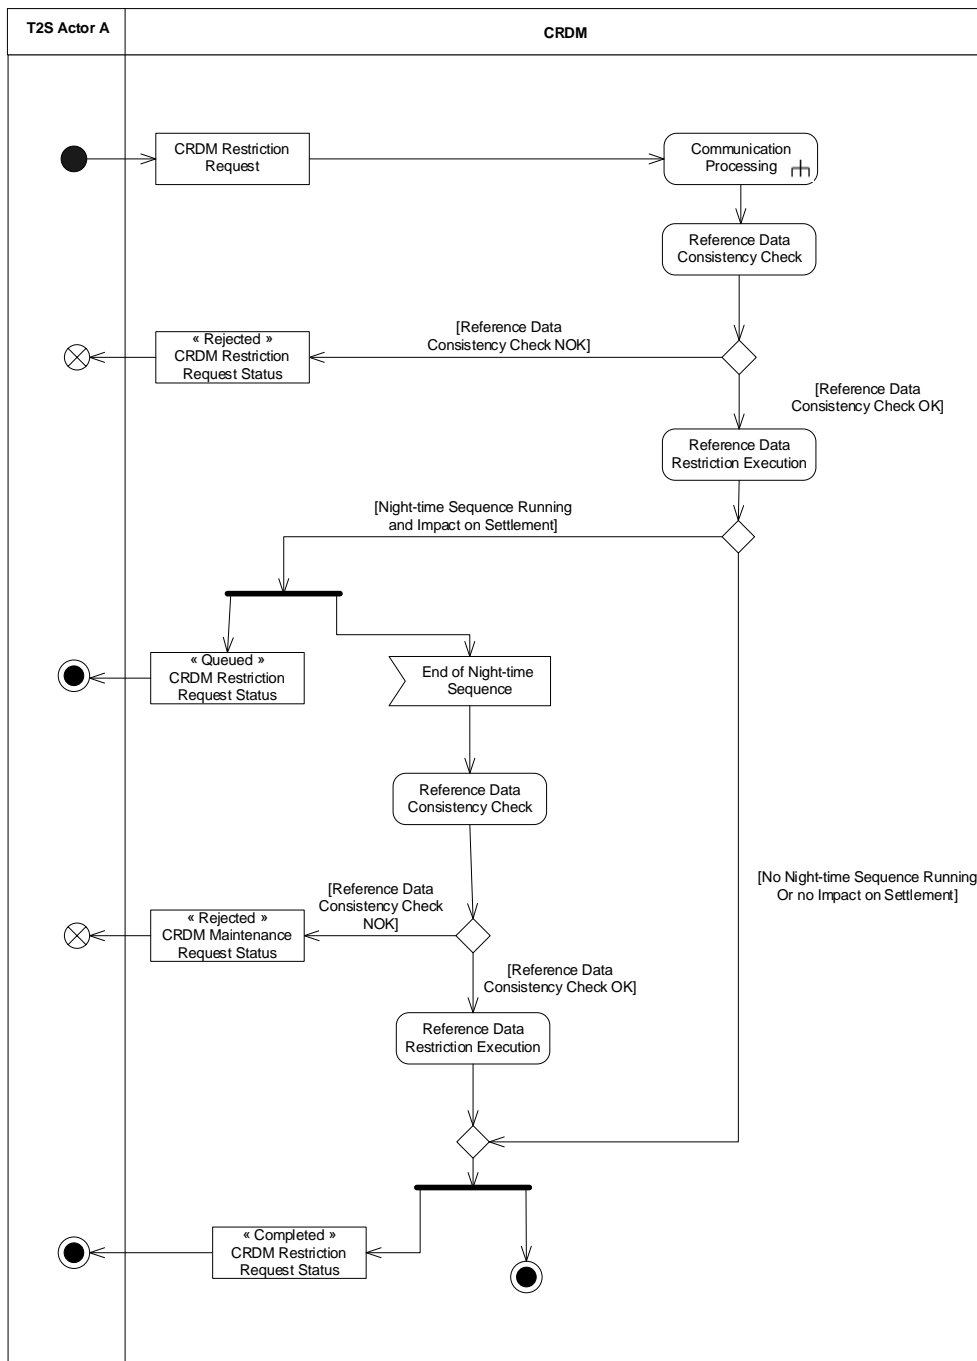 T2S Actor A
CRDM
CRDM Restriction
Request
Communication
Processing
Reference Data
Consistency Check
[Reference Data
Consistency Check NOK]
« Rejected »
CRDM Restriction
Request Status
[Reference Data
Consistency Check OK]
Reference Data
Restriction Execution
[Night-time Sequence Running
and Impact on Settlement]
« Queued »
CRDM Restriction
Request Status
End of Night-time
Sequence
Reference Data
Consistency Check
[No Night-time Sequence Running
Or no Impact on Settlement]
[Reference Data
Consistency Check
NOK]
« Rejected »
CRDM Maintenance
Request Status
[Reference Data
Consistency Check OK]
Reference Data
Restriction Execution
« Completed »
CRDM Restriction
Request Status